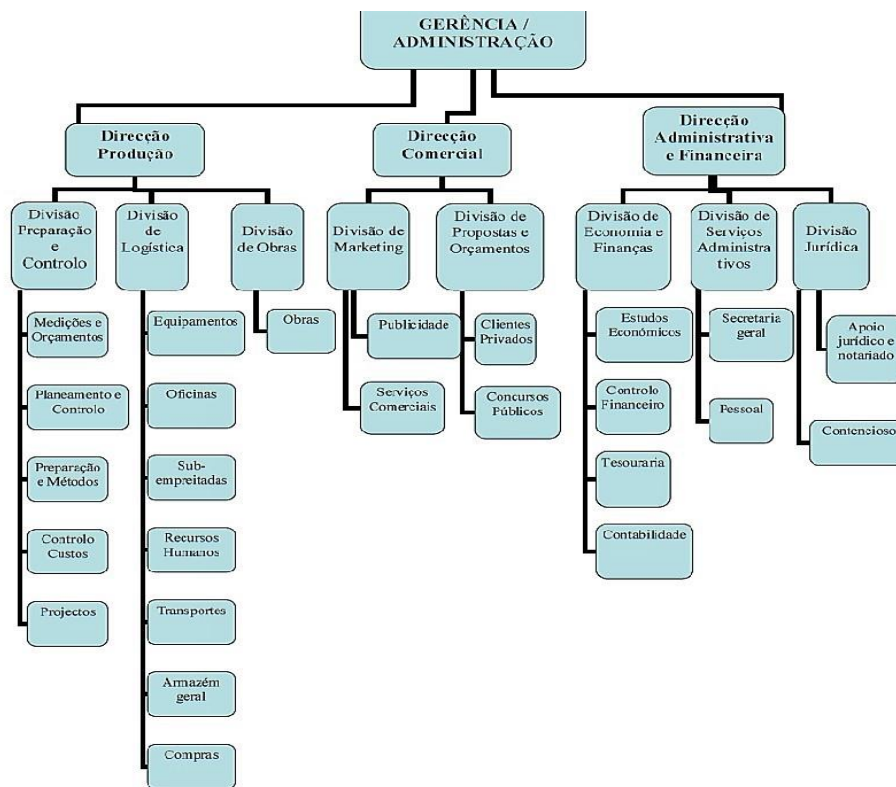 GERÊNCIA /
ADMINISTRAÇÃO
Direcção
Produção
Direcção
Comercial
Direcção
Administrativa
e Financeira
Divisão
Preparação
e
Controlo
Divisão
de
Logística
Divisão
de Obras
Divisão de
Marketing
Divisão de
Propostas e
Orçamentos
Divisão de
Economia e
Finanças
Divisão de
Serviços
Administra-
tivos
Divisão
Jurídica
Medições e
Orçamentos
Planeamento e
Controlo
Preparação
e Métodos
Controlo
Custos
Projectos
Equipamentos
Oficinas
Sub-
empreitadas
Recursos
Humanos
Transportes
Armazém
geral
Compras
Obras
Publicidade
Serviços
Comerciais
Clientes
Privados
Concursos
Públicos
Estudos
Económicos
Controlo
Financeiro
Tesouraria
Contabilidade
Secretaria
geral
Pessoal
Apoio
jurídico e
notariado
Contencioso